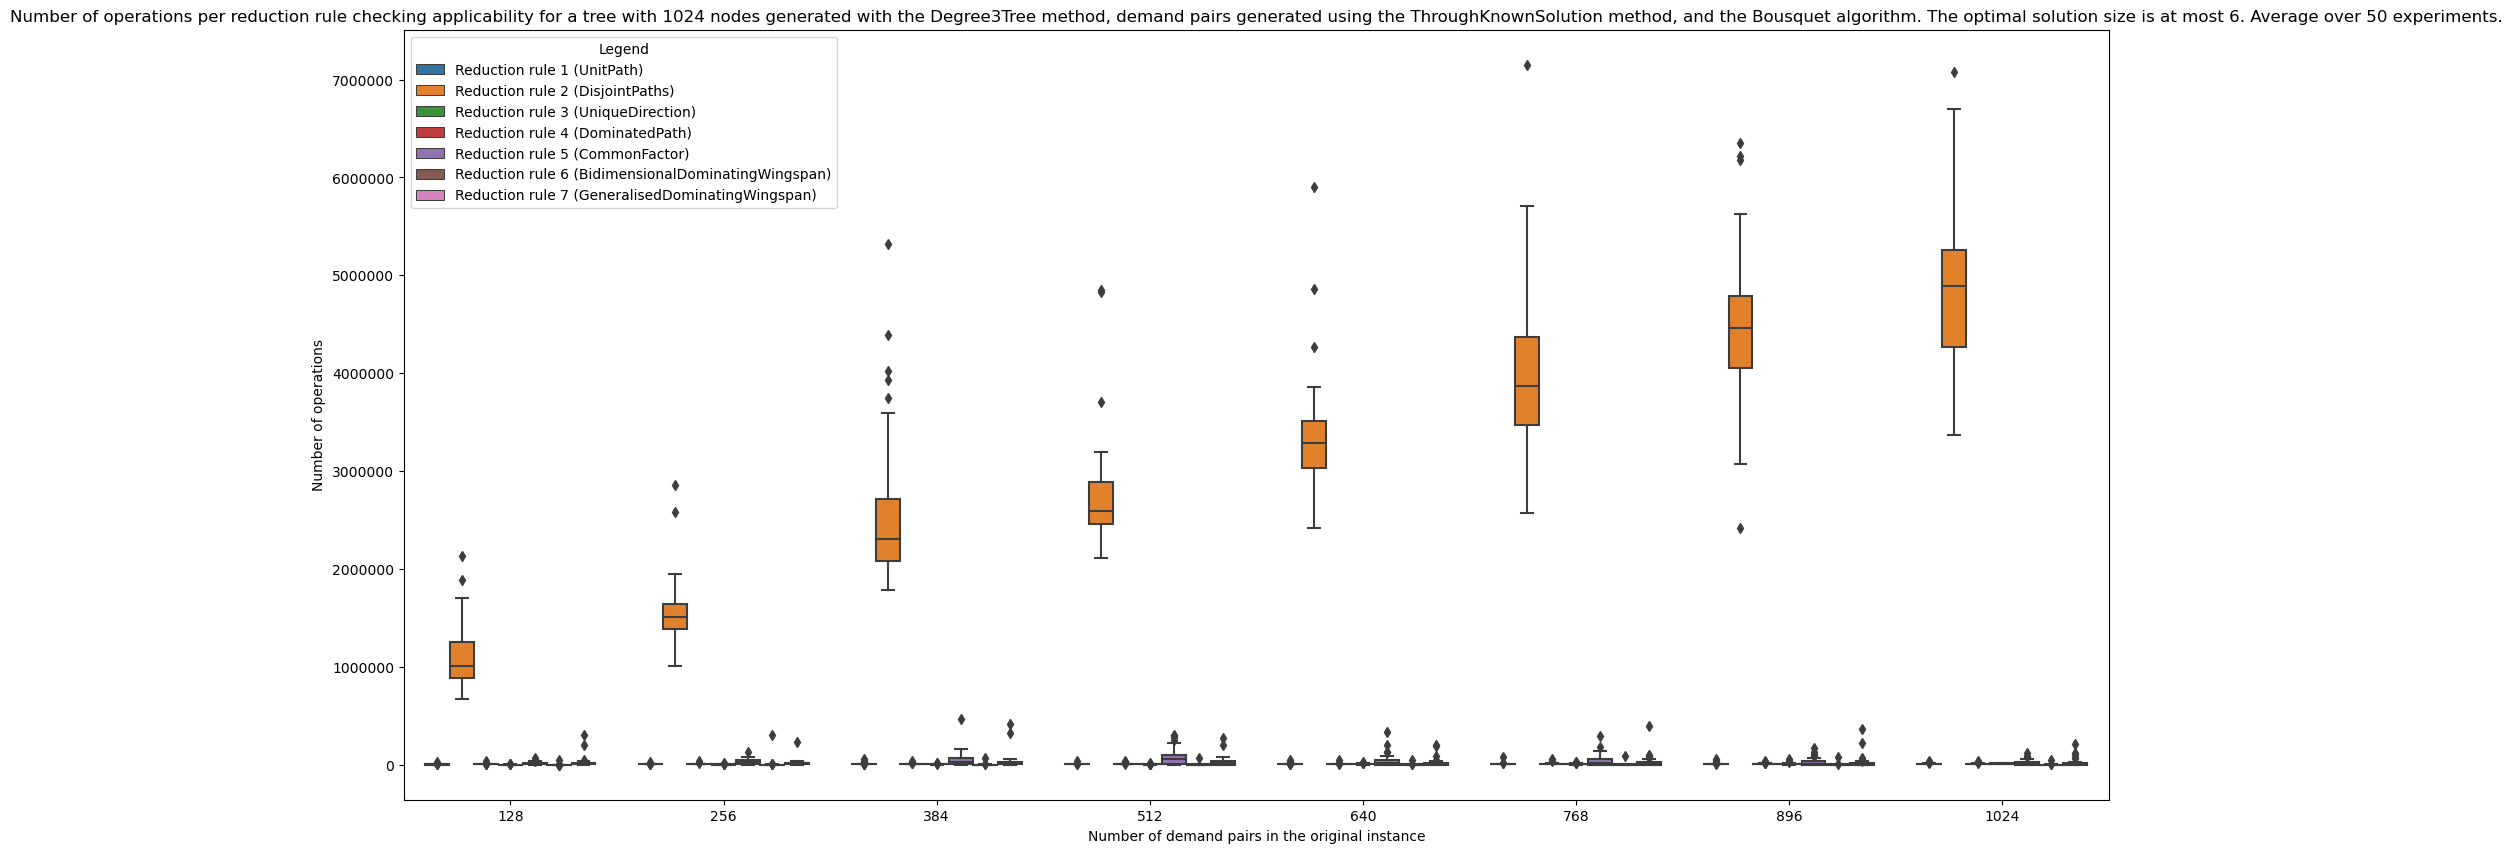 Number of operations per reduction rule checking applicability for a tree with 1024 nodes generated with the Degree3Tree method, demand pairs generated using the ThroughKnownSolution method, and the Bousquet algorithm. The optimal solution size is at most 6. Average over 50 experiments.
Legend
Reduction rule 1 (UnitPath)
Reduction rule 2 (DisjointPaths)
Reduction rule 3 (UniqueDirection)
Reduction rule 4 (DominatedPath)
Reduction rule 5 (CommonFactor)
Reduction rule 6 (BidimensionalDominatingWingspan)
Reduction rule 7 (GeneralisedDominatingWingspan)
Number of operations
7000000
6000000
5000000
4000000
3000000
2000000
1000000
0
128 256 384 512 640 768 896 1024
Number of demand pairs in the original instance